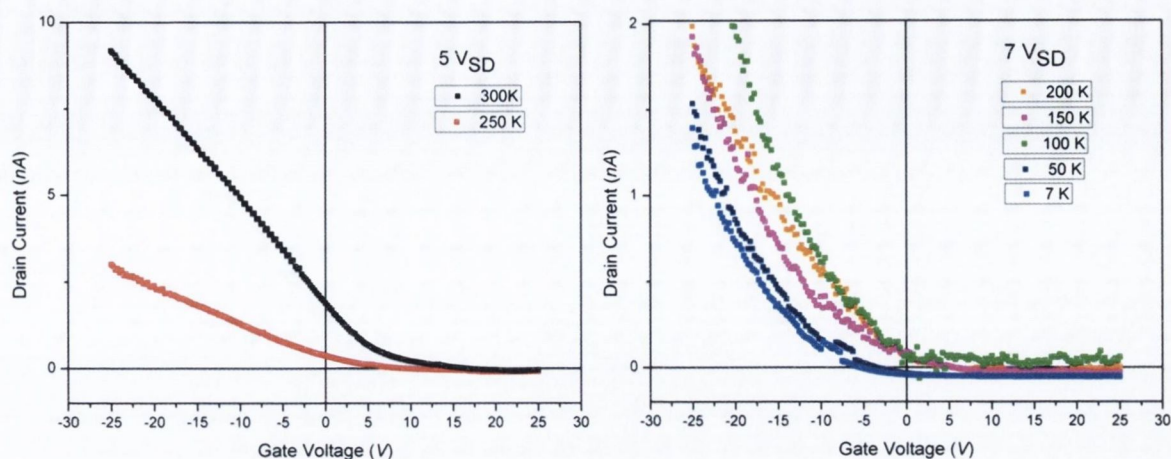 5 V_SD
300K
250 K
Drain Current (nA)
10
5
0
-30 -25 -20 -15 -10 -5 0 5 10 15 20 25 30
Gate Voltage (V)
7 V_SD
200 K
150 K
100 K
50 K
7 K
Drain Current (nA)
2
1
0
-30 -25 -20 -15 -10 -5 0 5 10 15 20 25 30
Gate Voltage (V)